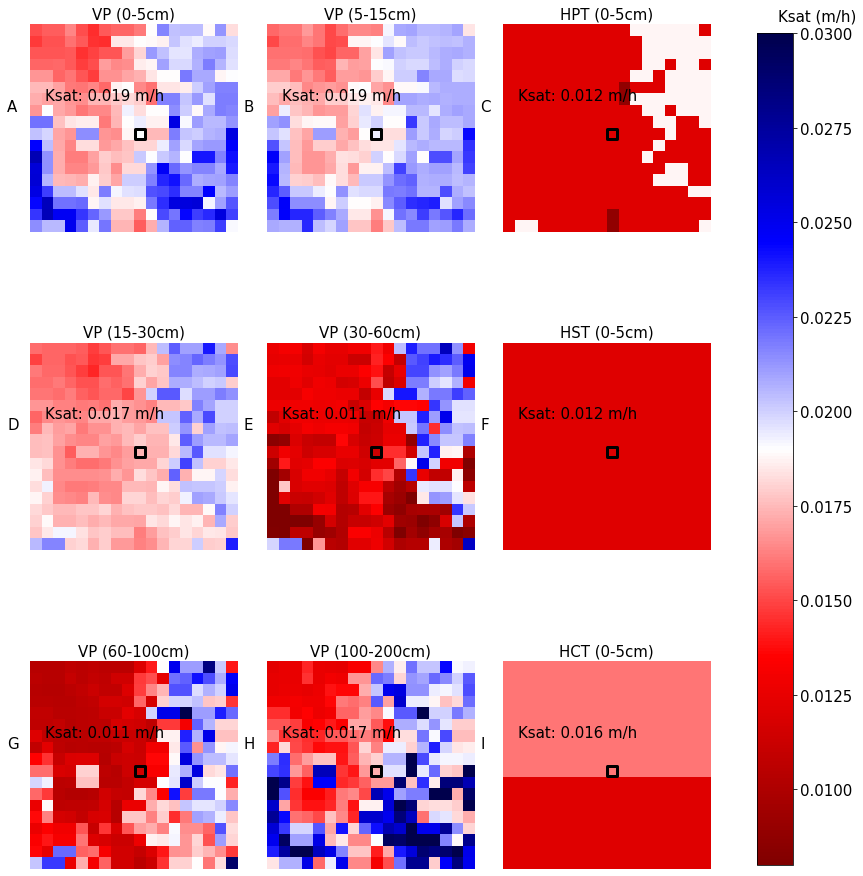 VP (0-5cm)
VP (5-15cm)
HPT (0-5cm)
Ksat (m/h)
A
Ksat: 0.019 m/h
B
Ksat: 0.019 m/h
C
Ksat: 0.012 m/h
VP (15-30cm)
VP (30-60cm)
HST (0-5cm)
D
Ksat: 0.017 m/h
E
Ksat: 0.011 m/h
F
Ksat: 0.012 m/h
VP (60-100cm)
VP (100-200cm)
HCT (0-5cm)
G
Ksat: 0.011 m/h
H
Ksat: 0.017 m/h
I
Ksat: 0.016 m/h
0.0300
0.0275
0.0250
0.0225
0.0200
0.0175
0.0150
0.0125
0.0100